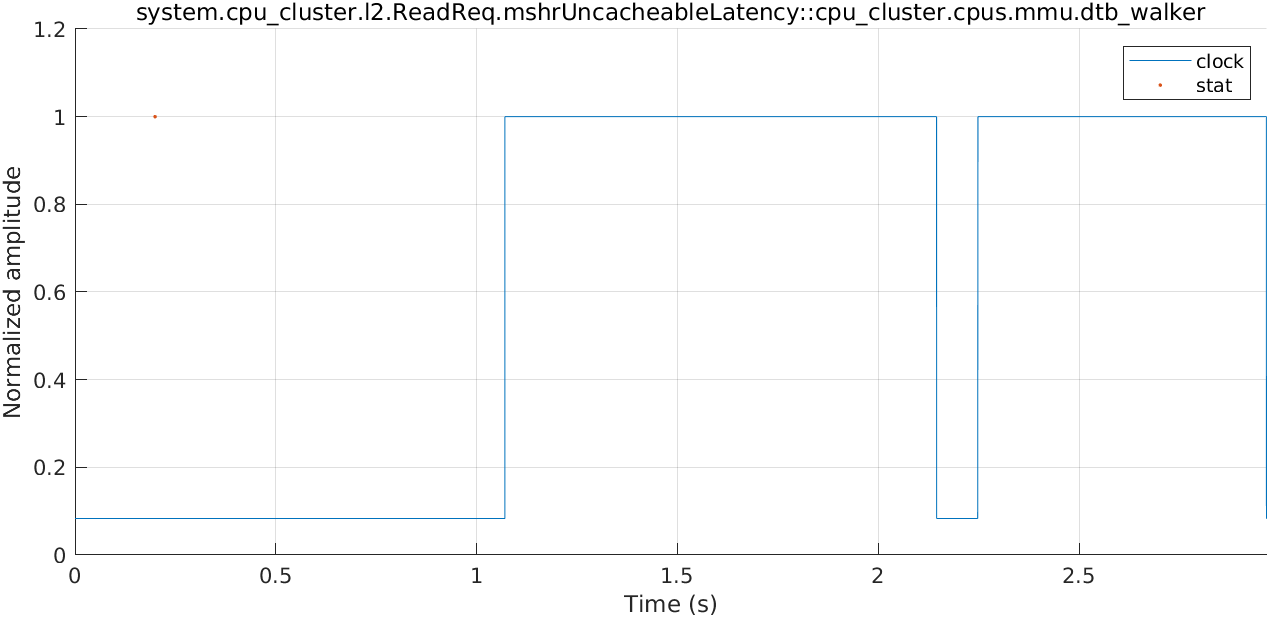 system.cpu_cluster.l2.ReadReq.mshrUncacheableLatency::cpu_cluster.cpus.mmu.dtb_walker
1.2
1
0.8
0.6
0.4
0.2
0
Normalized amplitude
clock
stat
0 0.5 1 1.5 2 2.5
Time (s)